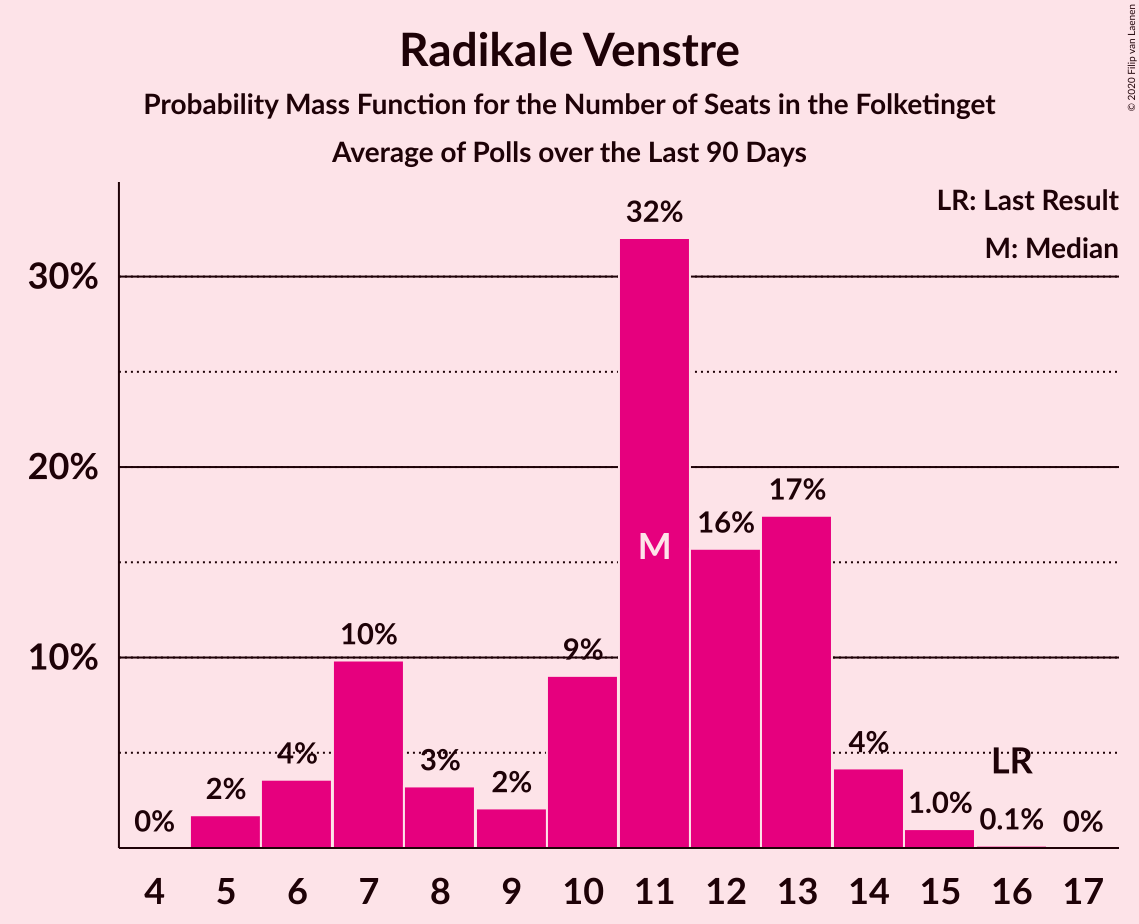 Radikale Venstre
Probability Mass Function for the Number of Seats in the Folketinget
Average of Polls over the Last 90 Days
© 2020 Filip van Laenen
LR: Last Result
M: Median
30%
20%
10%
0%
2%
4%
10%
3%
2%
9%
32%
M
16%
17%
4%
1.0%
LR
0.1%
0%
4 5 6 7 8 9 10 11 12 13 14 15 16 17